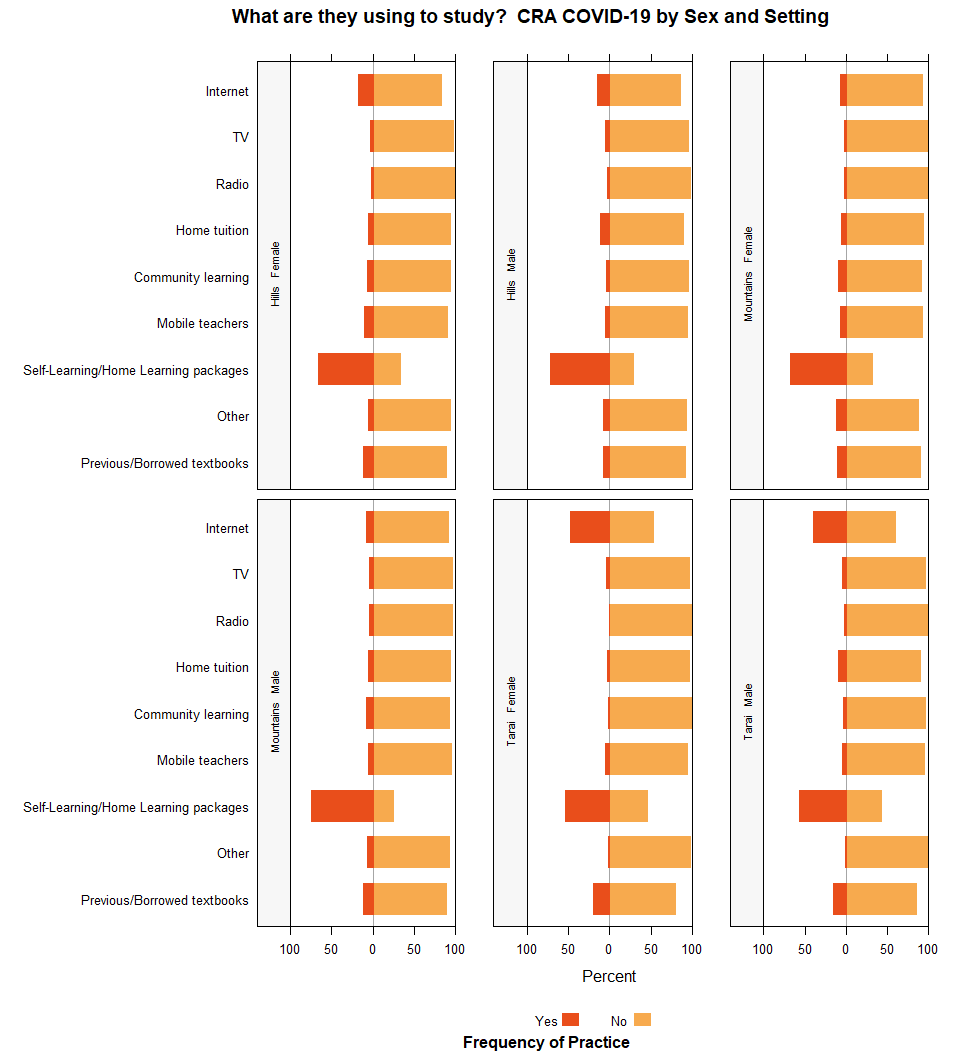 What are they using to study?  CRA COVID-19 by Sex and Setting
Internet
TV
Radio
Home tuition
Community learning
Mobile teachers
Self-Learning/Home Learning packages
Other
Previous/Borrowed textbooks
Hills Female
Hills Male
Mountains Female
Internet
TV
Radio
Home tuition
Community learning
Mobile teachers
Self-Learning/Home Learning packages
Other
Previous/Borrowed textbooks
Mountains Male
Tarai Female
Tarai Male
100 50 0 50 100 100 50 0 50 100 100 50 0 50 100
Percent
Yes No
Frequency of Practice